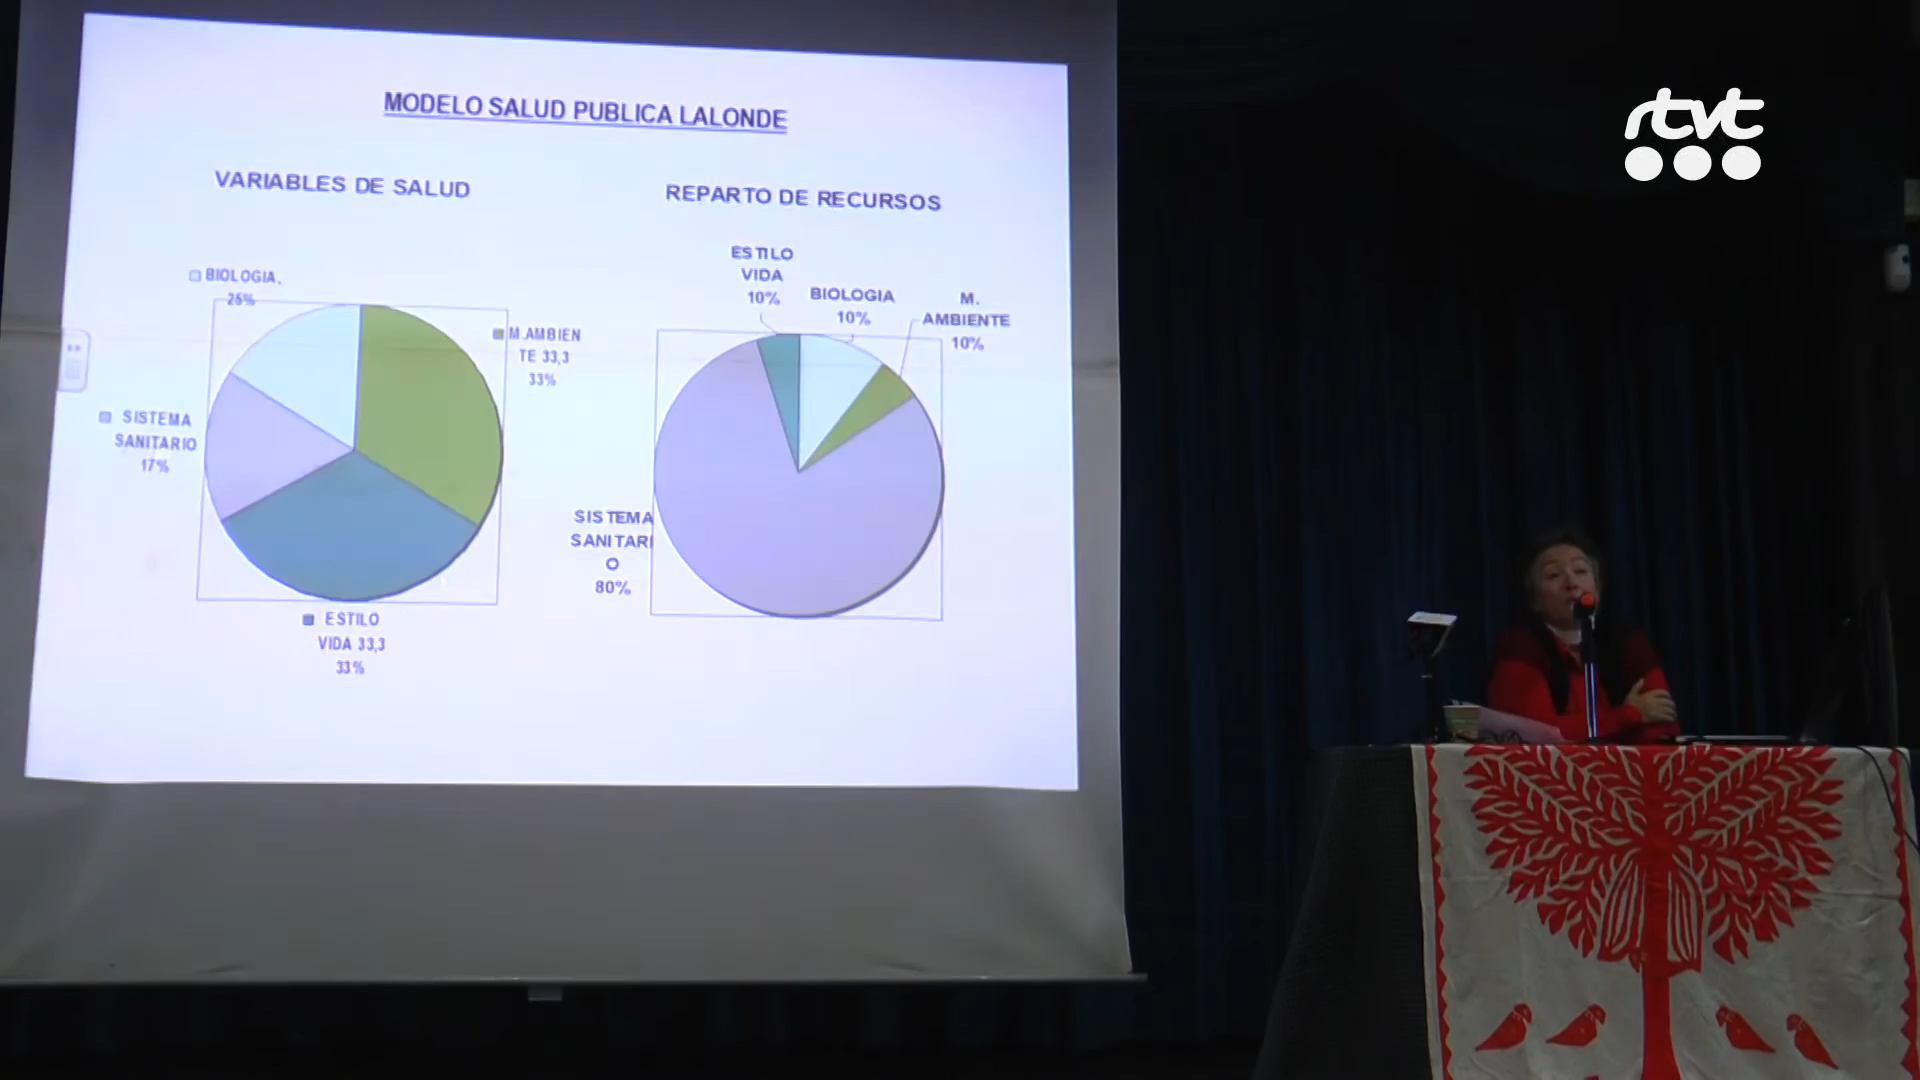 MODELO SALUD PUBLICA LALONDE
VARIABLES DE SALUD
BIOLOGIA,
25%
M.AMBIEN
TE 33,3
33%
SISTEMA
SANITARIO
17%
ESTILO
VIDA 33,3
33%
REPARTO DE RECURSOS
ESTILO
VIDA
10%
BIOLOGIA
10%
M.
AMBIENTE
10%
SISTEMA
SANITARI
O
80%
rtvt